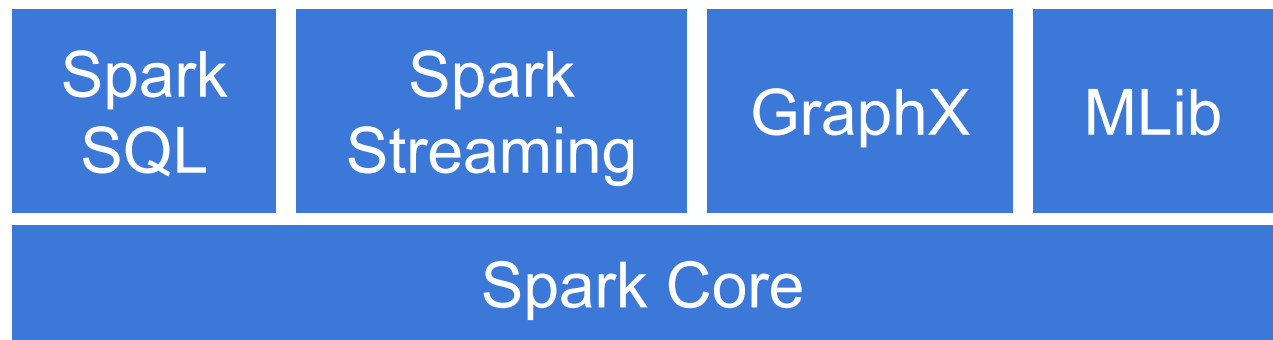 Spark
SQL
Spark
Streaming
GraphX
MLib
Spark Core